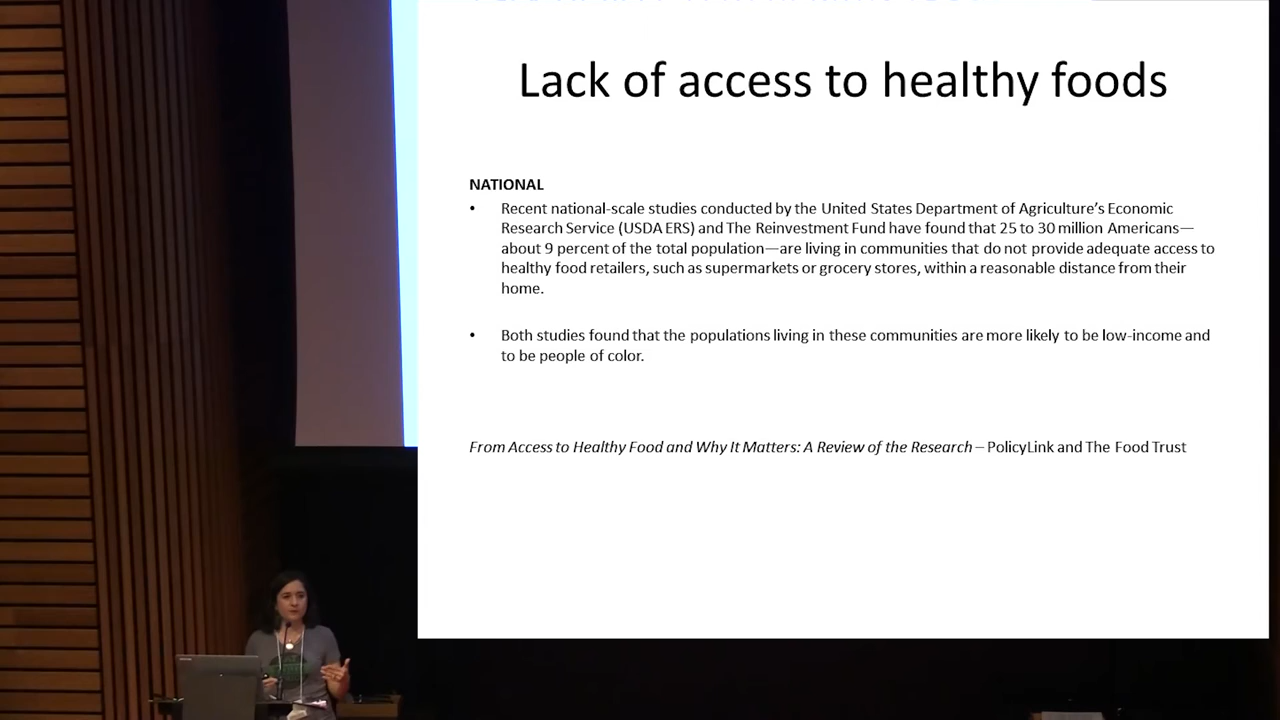 Lack of access to healthy foods
NATIONAL
• Recent national-scale studies conducted by the United States Department of Agriculture’s Economic
Research Service (USDA ERS) and The Reinvestment Fund have found that 25 to 30 million Americans—
about 9 percent of the total population—are living in communities that do not provide adequate access to
healthy food retailers, such as supermarkets or grocery stores, within a reasonable distance from their
home.
• Both studies found that the populations living in these communities are more likely to be low-income and
to be people of color.
From Access to Healthy Food and Why It Matters: A Review of the Research – PolicyLink and The Food Trust